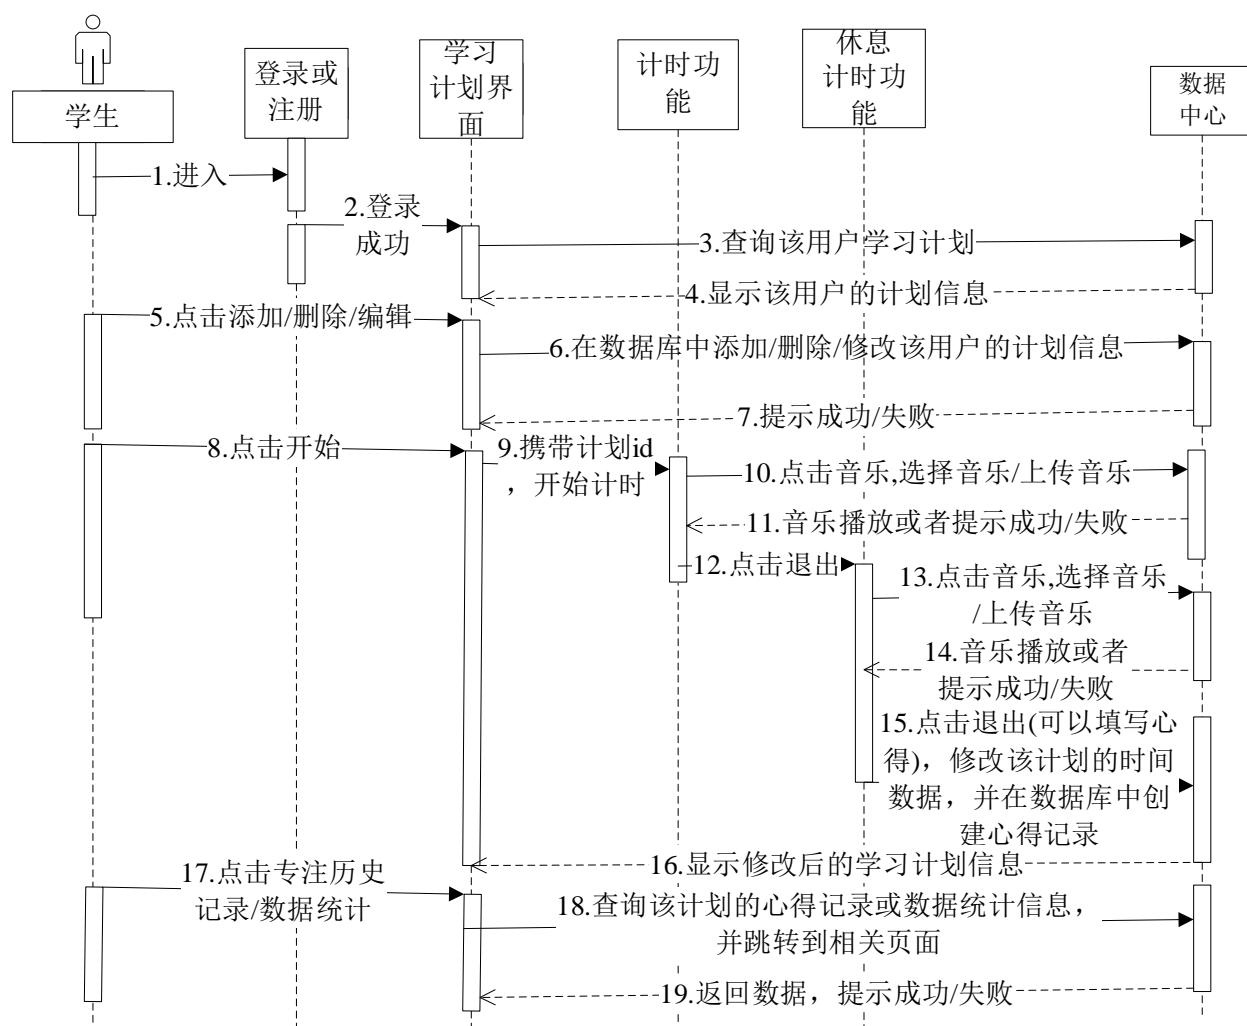 学生
登录或
注册
学习
计划界
面
计时功
能
休息
计时功
能
数据
中心
1.进入
2.登录
成功
3.查询该用户学习计划
4.显示该用户的计划信息
5.点击添加/删除/编辑
6.在数据库中添加/删除/修改该用户的计划信息
7.提示成功/失败
8.点击开始
9.携带计划id
，开始计时
10.点击音乐,选择音乐/上传音乐
11.音乐播放或者提示成功/失败
12.点击退出
13.点击音乐,选择音乐
/上传音乐
14.音乐播放或者
提示成功/失败
15.点击退出(可以填写心
得)，修改该计划的时间
数据，并在数据库中创
建心得记录
16.显示修改后的学习计划信息
17.点击专注历史
记录/数据统计
18.查询该计划的心得记录或数据统计信息，
并跳转到相关页面
19.返回数据，提示成功/失败